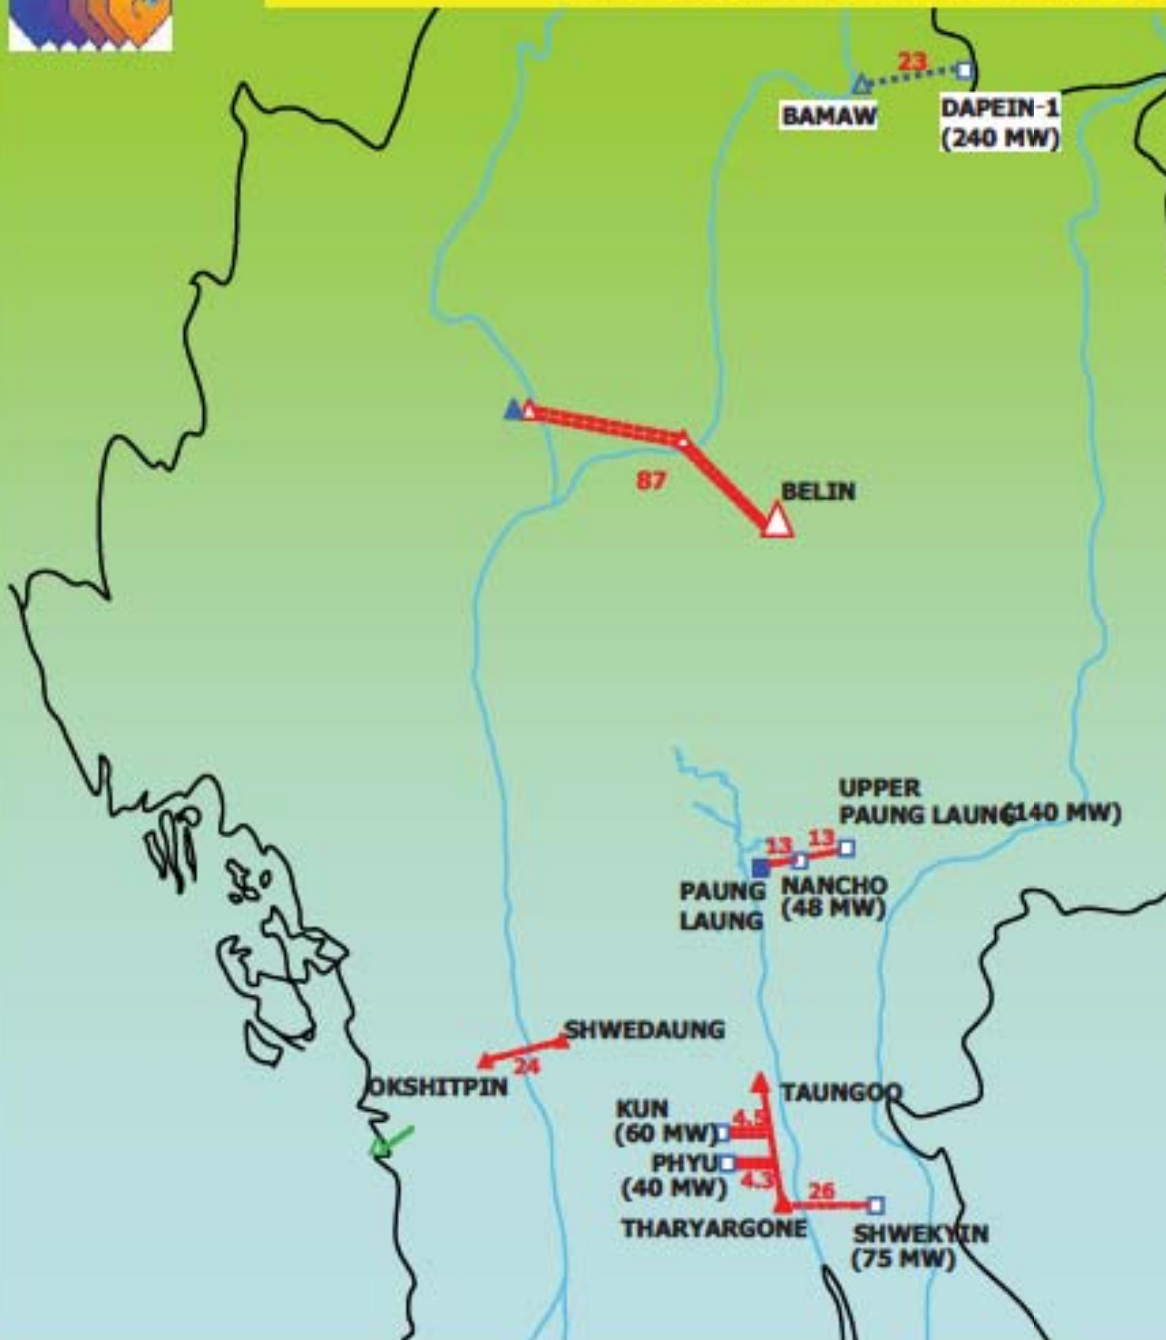 23
BAMAW
DAPEIN-1
(240 MW)
87
BELIN
UPPER
PAUNG LAUNG(140 MW)
13
13
PAUNG
LAUNG
NANCHO
(48 MW)
SHWEDAUNG
24
OKSHITPIN
TAUNGOO
KUN
(60 MW)
4.5
PHYU
(40 MW)
4.3
26
THARYARGONE
SHWEKYIN
(75 MW)